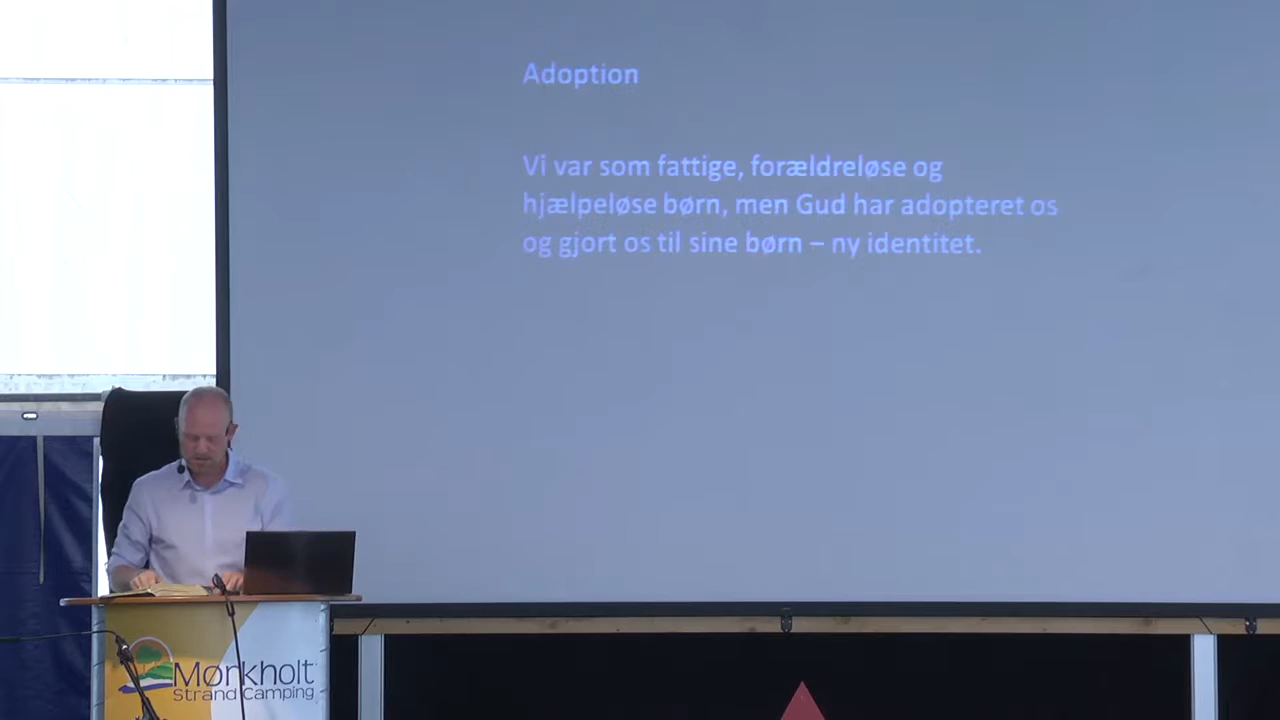 Adoption
Vi var som fattige, forældreløse og
hjælpeløse børn, men Gud har adopteret os
og gjort os til sine børn – ny identitet.
Mørkholt
Strand Camping